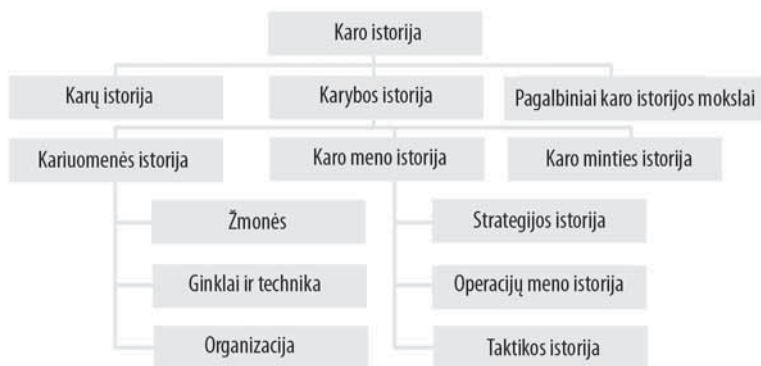 Karo istorija
Karų istorija
Karybos istorija
Pagalbiniai karo istorijos mokslai
Kariuomenės istorija
Karo meno istorija
Karo minties istorija
Žmonės
Strategijos istorija
Ginklai ir technika
Operacijų meno istorija
Organizacija
Taktikos istorija